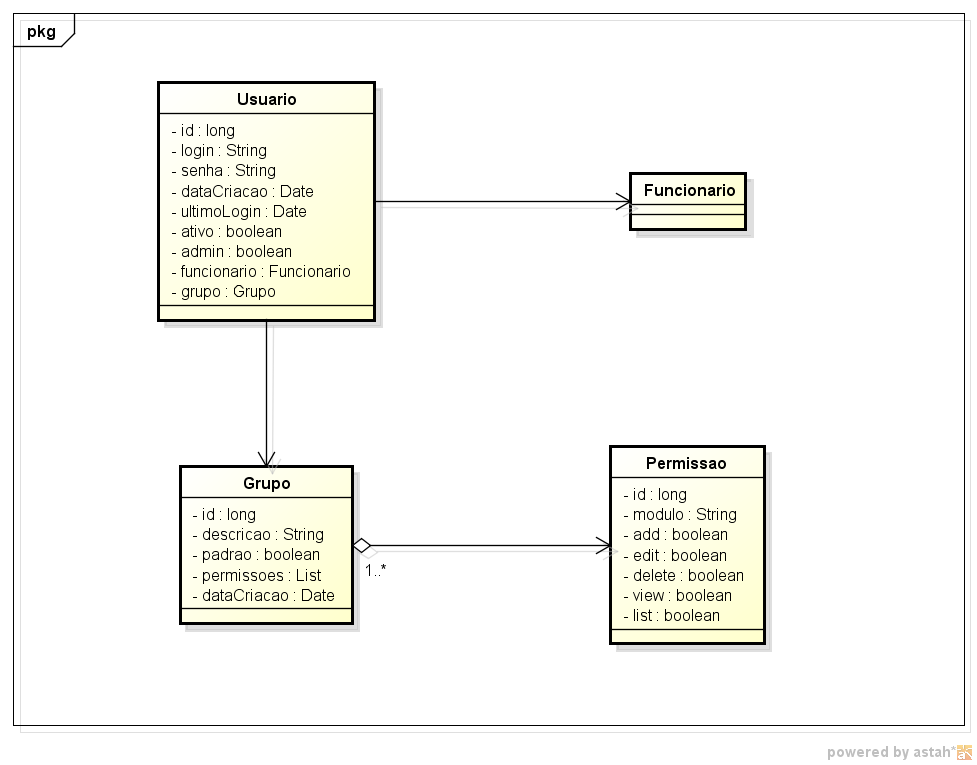 pkg
Usuario
- id : long
- login : String
- senha : String
- dataCriacao : Date
- ultimoLogin : Date
- ativo : boolean
- admin : boolean
- funcionario : Funcionario
- grupo : Grupo
Funcionario
Grupo
- id : long
- descricao : String
- padrao : boolean
- permissoes : List
- dataCriacao : Date
1..*
Permissao
- id : long
- modulo : String
- add : boolean
- edit : boolean
- delete : boolean
- view : boolean
- list : boolean
powered by astah*